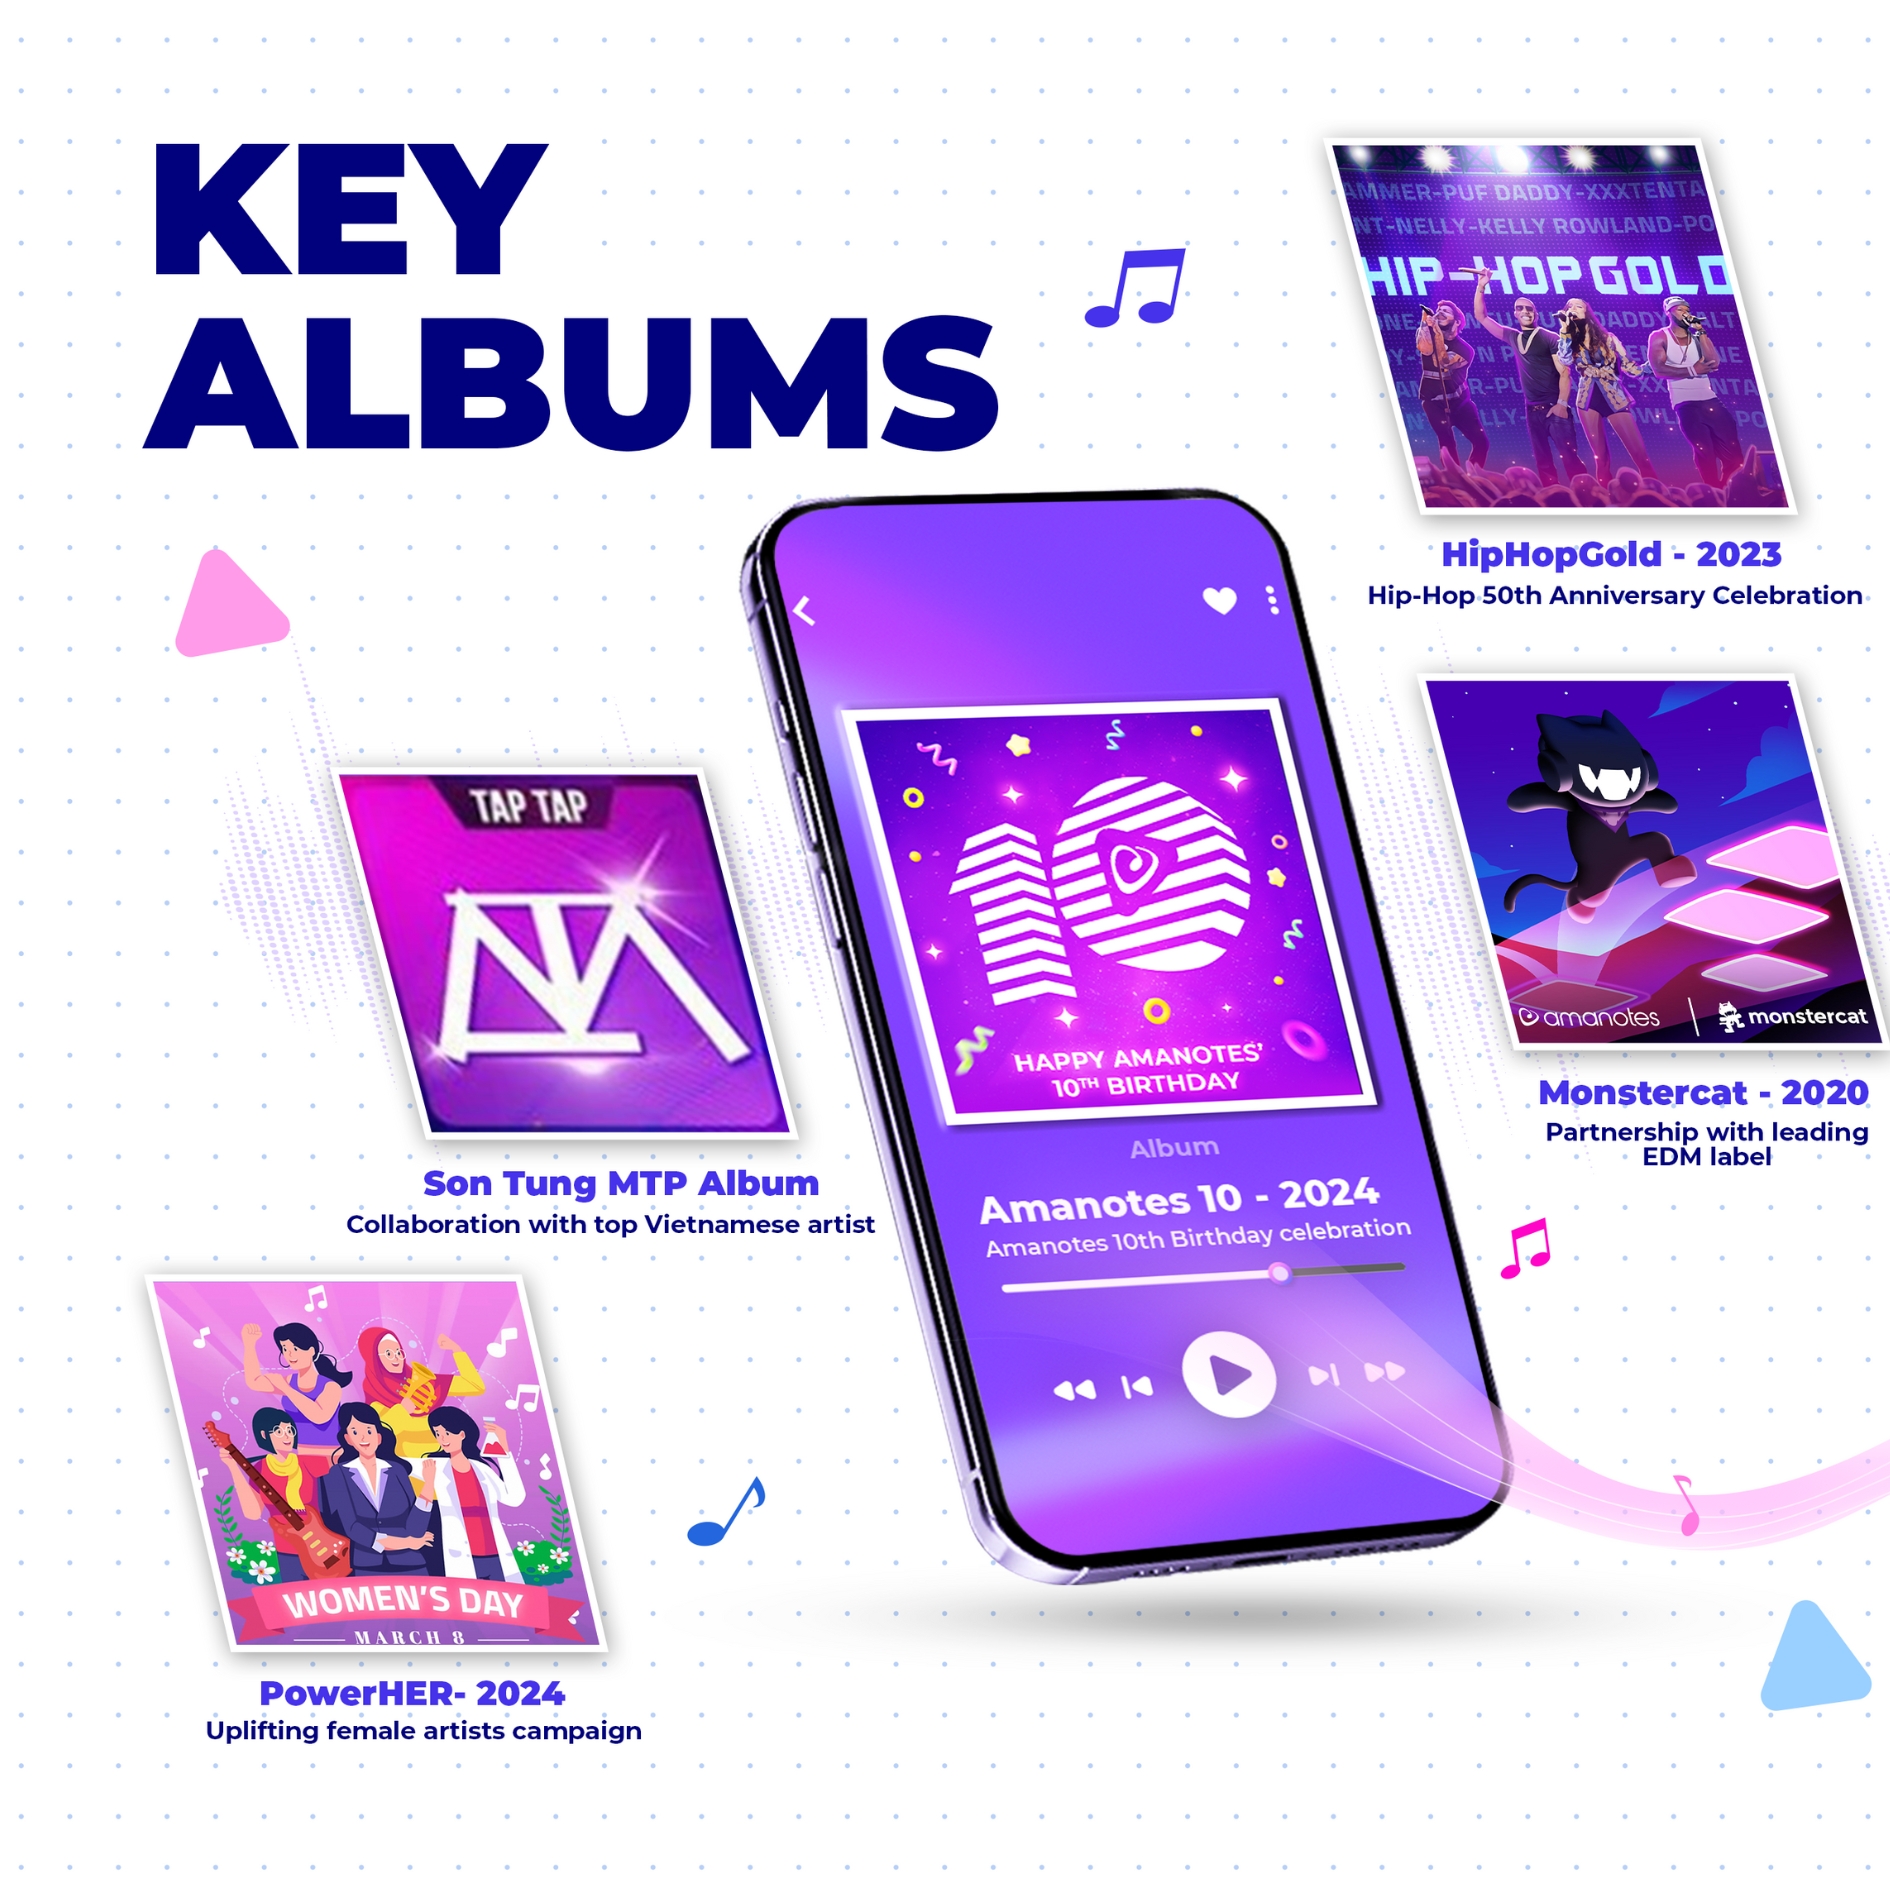 KEY
ALBUMS
AMMER-PUF DADDY-XXXTENTA
NT-NELLY-KELLY ROWLAND-PO
HIP-HOP GOLD
HipHopGold - 2023
Hip-Hop 50th Anniversary Celebration
TAP TAP
Son Tung MTP Album
Collaboration with top Vietnamese artist
HAPPY AMANOTES'
10TH BIRTHDAY
Album
Amanotes 10 - 2024
Amanotes 10th Birthday celebration
amanotes | monstercat
Monstercat - 2020
Partnership with leading
EDM label
WOMEN'S DAY
MARCH 8
PowerHER- 2024
Uplifting female artists campaign